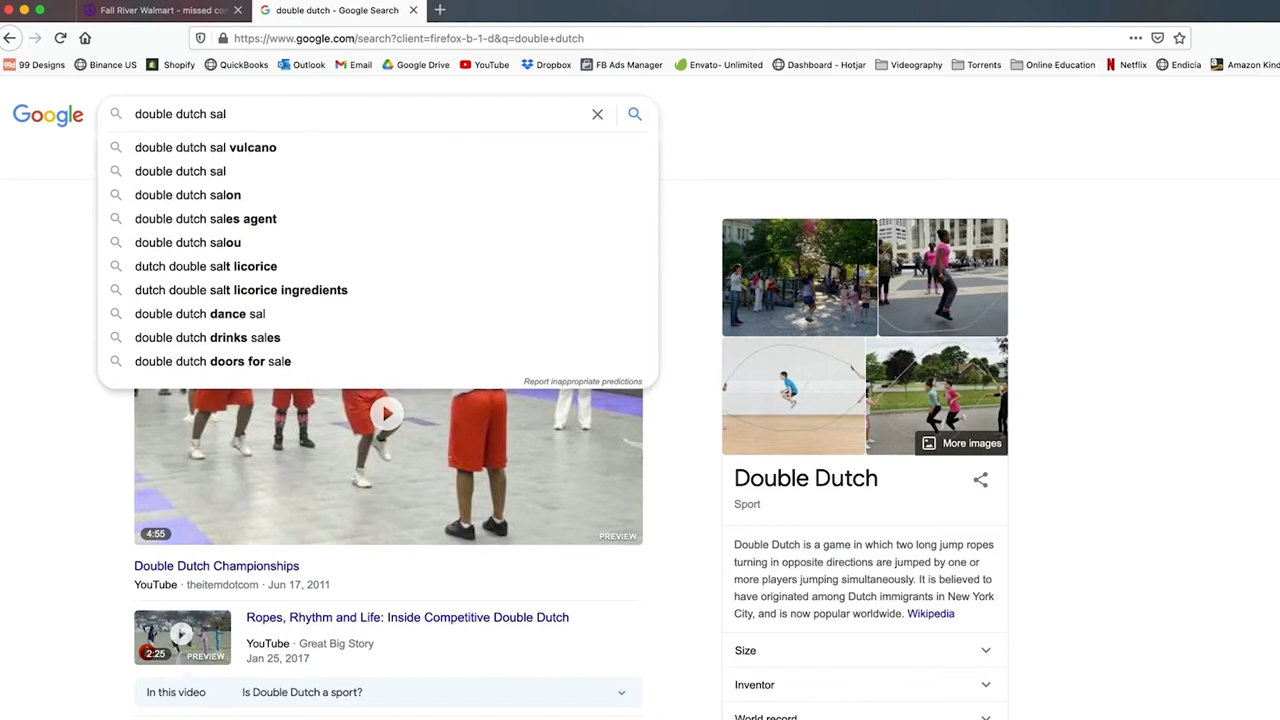 Fall River Walmart - missed con
double dutch - Google Search
https://www.google.com/search?client=firefox-b-1-d&q=double+dutch
99 Designs Binance US Shopify QuickBooks Outlook Email Google Drive YouTube Dropbox FB Ads Manager Envato- Unlimited Dashboard - Hotjar Videography Torrents Online Education Netflix Endicia Amazon Kind
Google
double dutch sal
double dutch sal vulcano
double dutch sal
double dutch salon
double dutch sales agent
double dutch salou
dutch double salt licorice
dutch double salt licorice ingredients
double dutch dance sal
double dutch drinks sales
double dutch doors for sale
Report inappropriate predictions
4:55
PREVIEW
Double Dutch Championships
YouTube · theitemdotcom · Jun 17, 2011
2:25
PREVIEW
Ropes, Rhythm and Life: Inside Competitive Double Dutch
YouTube · Great Big Story
Jan 25, 2017
In this video Is Double Dutch a sport?
More images
Double Dutch
Sport
Double Dutch is a game in which two long jump ropes
turning in opposite directions are jumped by one or
more players jumping simultaneously. It is believed to
have originated among Dutch immigrants in New York
City, and is now popular worldwide. Wikipedia
Size
Inventor
World record